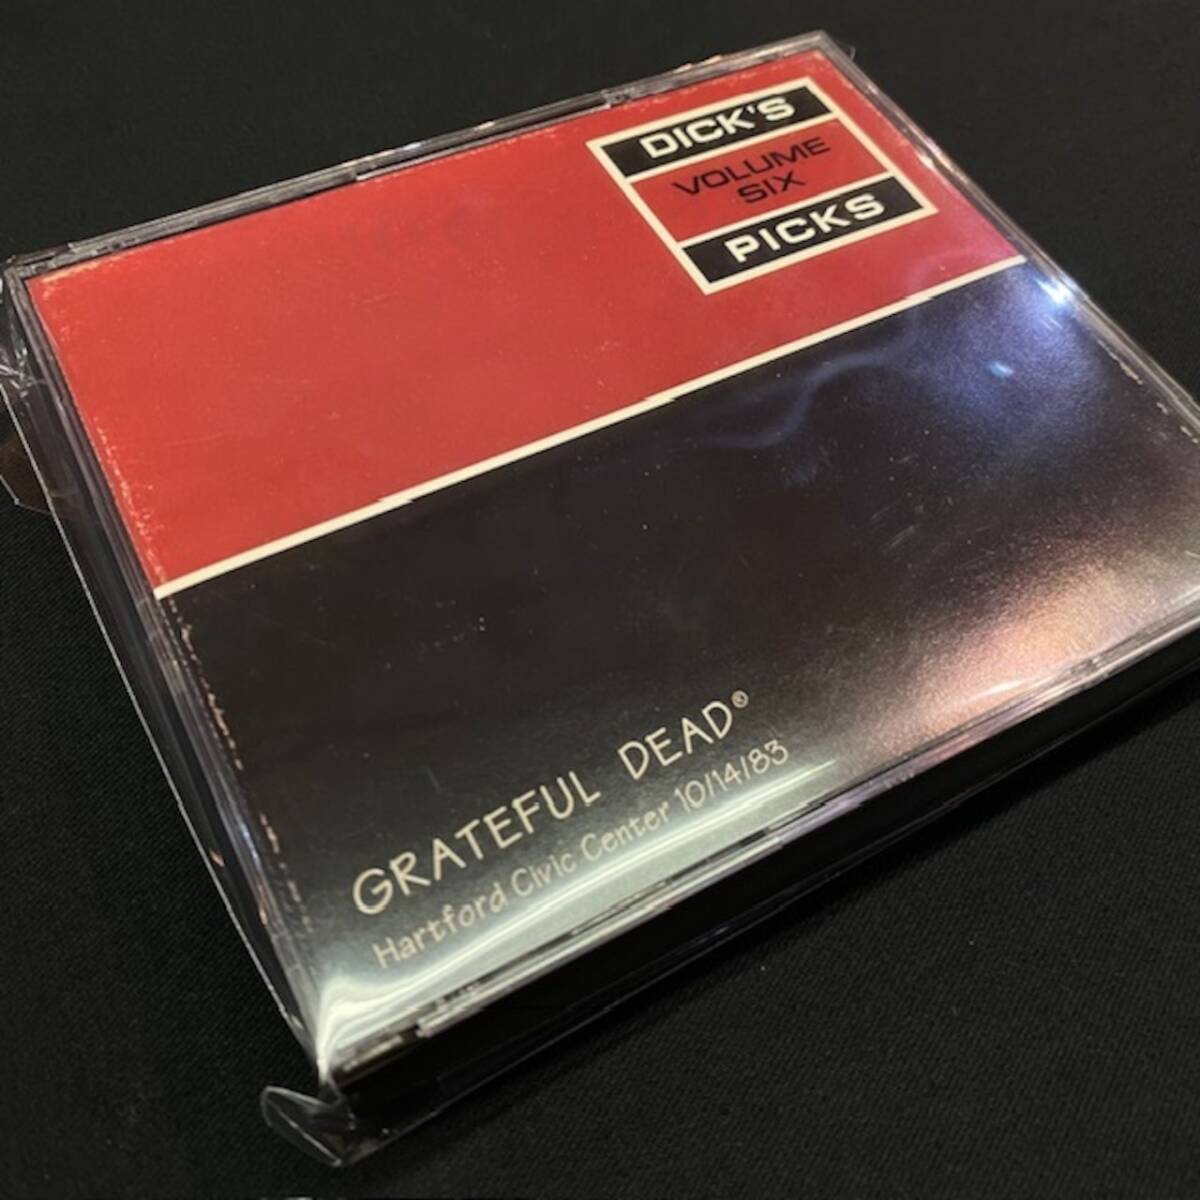 DICK'S
VOLUME
SIX
PICKS
GRATEFUL DEAD®
Hartford Civic Center 10/14/83